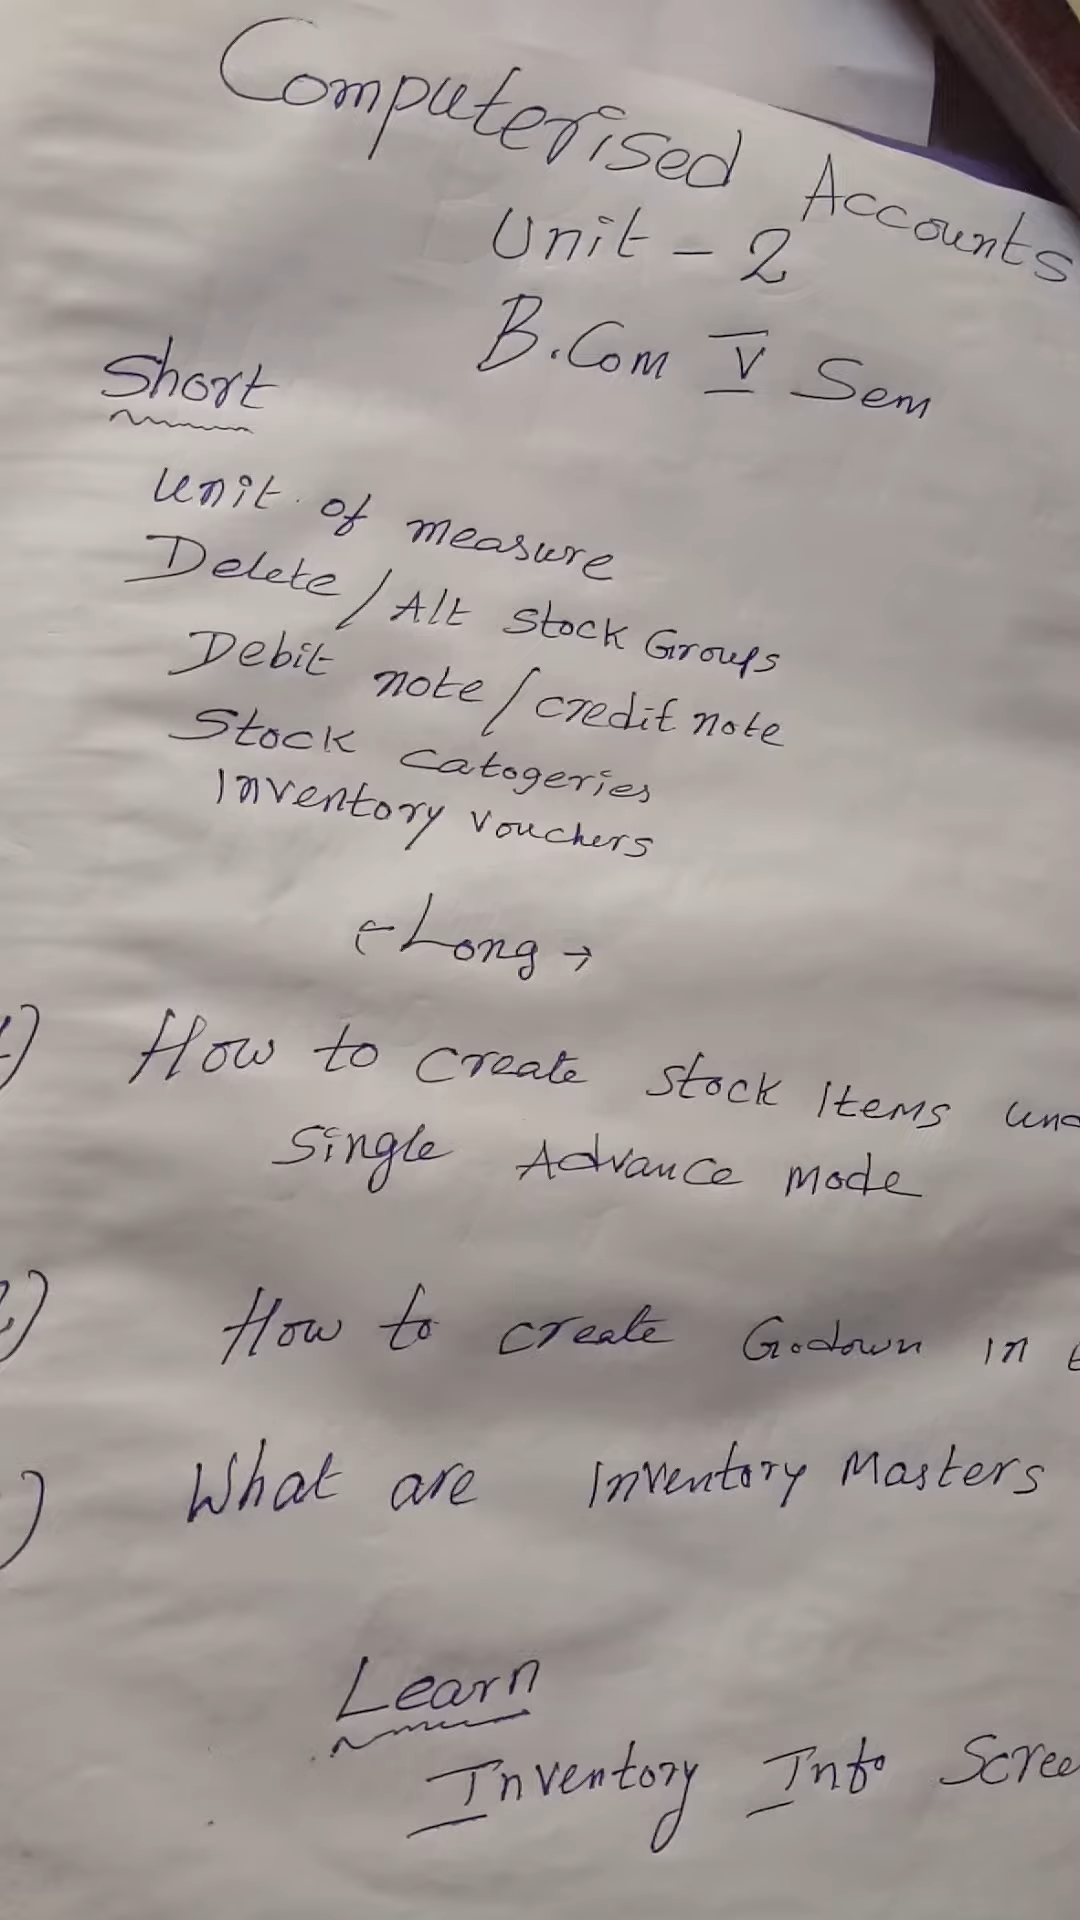 Computerised Accounts
Unit - 2
B.Com V Sem
Short
Unit of measure
Delete / Alt Stock Groups
Debit note / credit note
Stock catogeries
Inventory vouchers
Long
How to create stock Items
Single Advance mode
How to create Godown in
What are Inventory Masters
Learn
Inventory Info